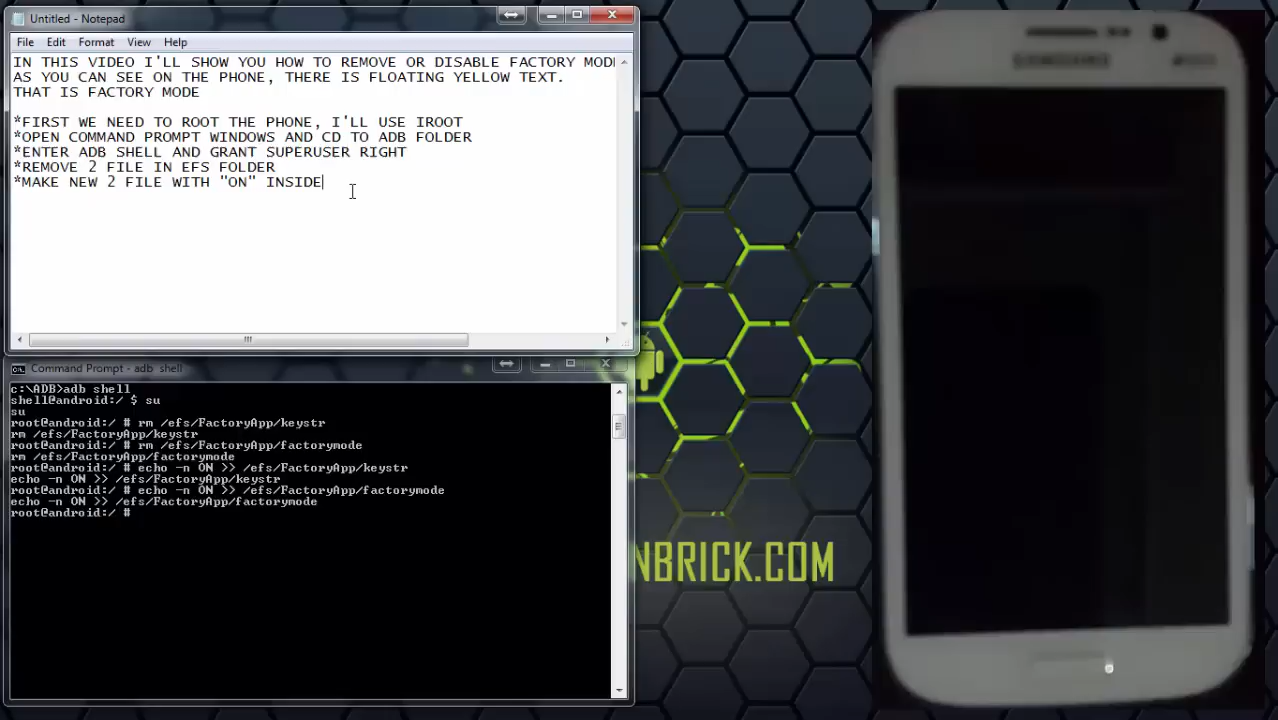 Untitled - Notepad
File Edit Format View Help
IN THIS VIDEO I'LL SHOW YOU HOW TO REMOVE OR DISABLE FACTORY MODE
AS YOU CAN SEE ON THE PHONE, THERE IS FLOATING YELLOW TEXT.
THAT IS FACTORY MODE
*FIRST WE NEED TO ROOT THE PHONE, I'LL USE IROOT
*OPEN COMMAND PROMPT WINDOWS AND CD TO ADB FOLDER
*ENTER ADB SHELL AND GRANT SUPERUSER RIGHT
*REMOVE 2 FILE IN EFS FOLDER
*MAKE NEW 2 FILE WITH "ON" INSIDE
Command Prompt - adb shell
c:\ADB>adb shell
shell@android:/ $ su
su
root@android:/ # rm /efs/FactoryApp/keystr
rm /efs/FactoryApp/keystr
root@android:/ # rm /efs/FactoryApp/factorymode
rm /efs/FactoryApp/factorymode
root@android:/ # echo -n ON >> /efs/FactoryApp/keystr
echo -n ON >> /efs/FactoryApp/keystr
root@android:/ # echo -n ON >> /efs/FactoryApp/factorymode
echo -n ON >> /efs/FactoryApp/factorymode
root@android:/ #
NBRICK.COM
SAMSUNG